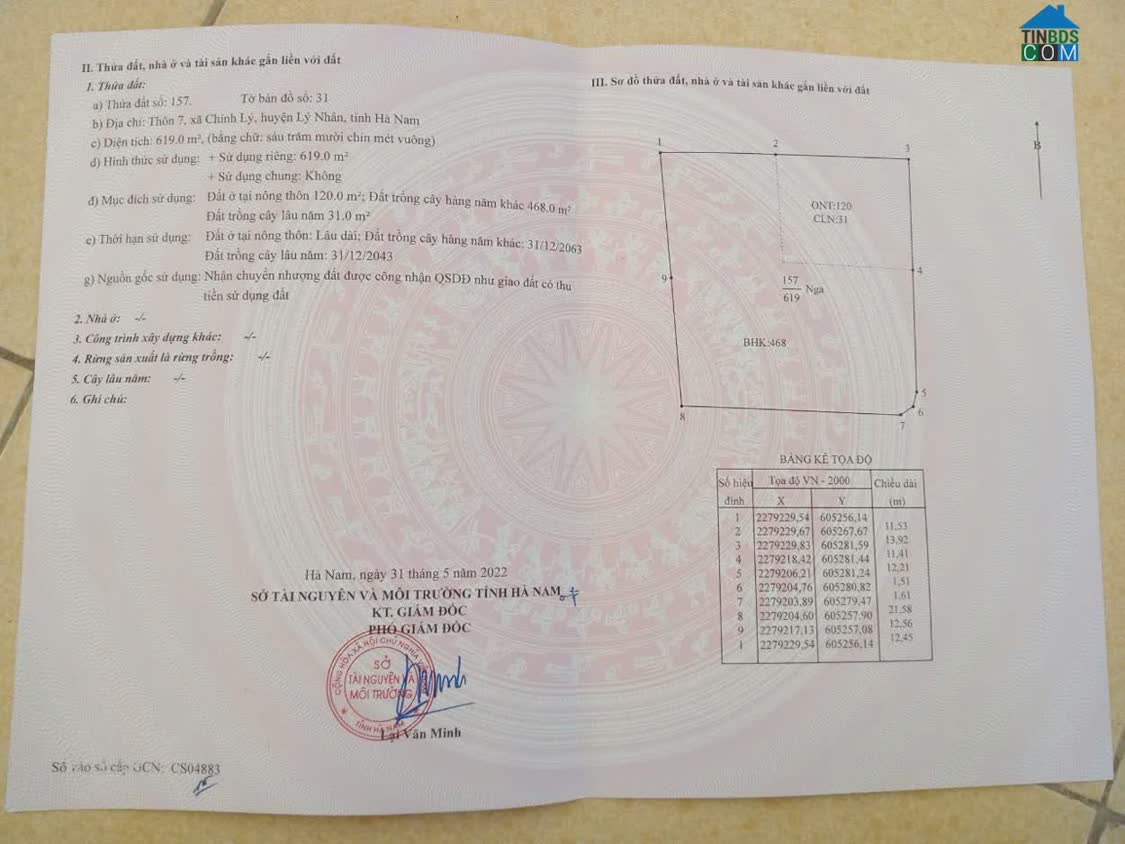 TINBDS
COM
II. Thửa đất, nhà ở và tài sản khác gắn liền với đất
1. Thửa đất:
a) Thửa đất số: 157. Tờ bản đồ số: 31
b) Địa chỉ: Thôn 7, xã Chính Lý, huyện Lý Nhân, tỉnh Hà Nam
c) Diện tích: 619.0 m², (bằng chữ: sáu trăm mười chín mét vuông)
d) Hình thức sử dụng: + Sử dụng riêng: 619.0 m²
+ Sử dụng chung: Không
đ) Mục đích sử dụng: Đất ở tại nông thôn 120.0 m²; Đất trồng cây hàng năm khác 468.0 m²
Đất trồng cây lâu năm 31.0 m²
e) Thời hạn sử dụng: Đất ở tại nông thôn: Lâu dài; Đất trồng cây hàng năm khác: 31/12/2063
Đất trồng cây lâu năm: 31/12/2043
g) Nguồn gốc sử dụng: Nhận chuyển nhượng đất được công nhận QSDĐ như giao đất có thu
tiền sử dụng đất
2. Nhà ở: -/-
3. Công trình xây dựng khác: -/-
4. Rừng sản xuất là rừng trồng: -/-
5. Cây lâu năm: -/-
6. Ghi chú:
Hà Nam, ngày 31 tháng 5 năm 2022
SỞ TÀI NGUYÊN VÀ MÔI TRƯỜNG TỈNH HÀ NAM
KT. GIÁM ĐỐC
PHÓ GIÁM ĐỐC
SỞ
TÀI NGUYÊN VÀ
MÔI TRƯỜNG
TỈNH HÀ NAM
Lại Văn Minh
Số vào sổ cấp GCN: CS04883
III. Sơ đồ thửa đất, nhà ở và tài sản khác gắn liền với đất
B
1 2 3
ONT:120
CLN:31
4
9
157
619
Nga
BHK:468
5
6
7
8
BẢNG KÊ TỌA ĐỘ
Số hiệu đỉnh Tọa độ VN - 2000 Chiều dài (m)
X Y
1 2279229,54 605256,14
11,53
2 2279229,67 605267,67
13,92
3 2279229,83 605281,59
11,41
4 2279218,42 605281,44
12,21
5 2279206,21 605281,24
1,51
6 2279204,76 605280,82
1,61
7 2279203,89 605279,47
21,58
8 2279204,60 605257,90
12,56
9 2279217,13 605257,08
12,45
1 2279229,54 605256,14